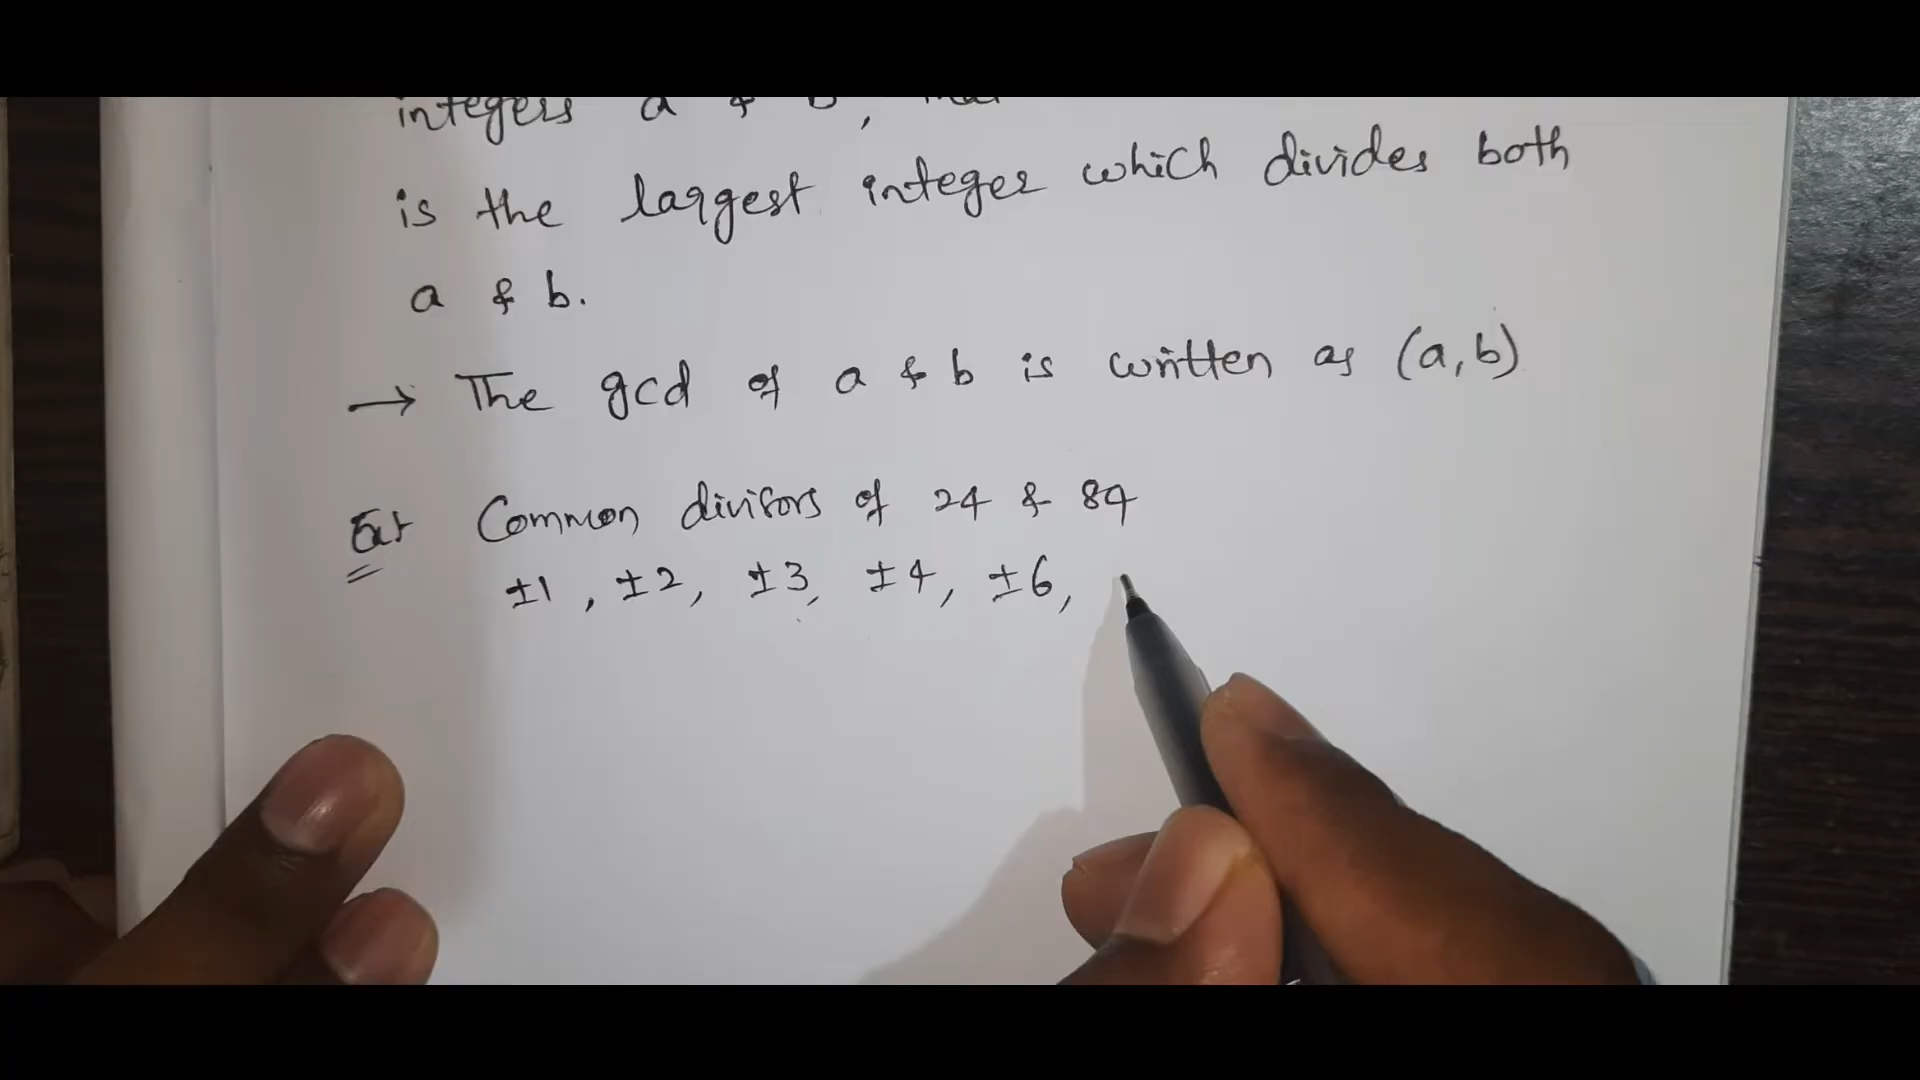 integers a & b,
is the largest integer which divides both
a & b.
→ The gcd of a & b is written as (a, b)
Common divisors of 24 & 84
±1, ±2, ±3, ±4, ±6,